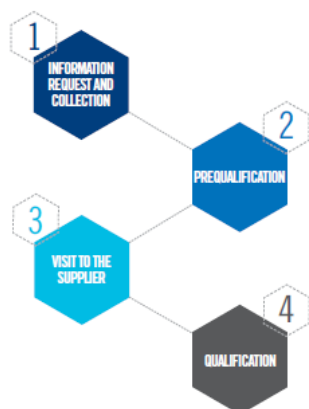 1
INFORMATION
REQUEST AND
COLLECTION
2
PREQUALIFICATION
3
VISIT TO THE
SUPPLIER
4
QUALIFICATION